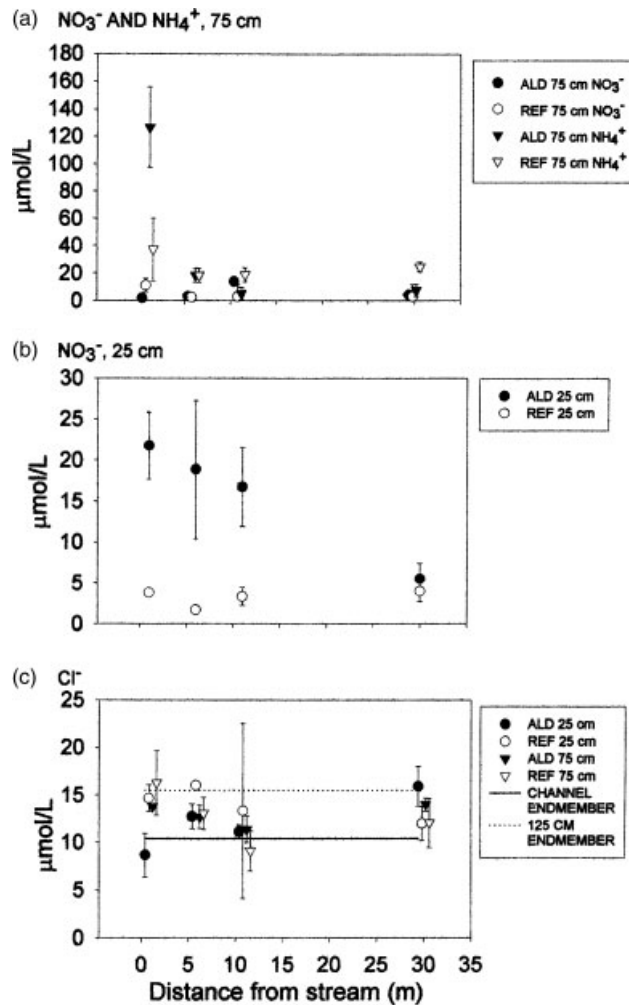 (a) NO₃⁻ AND NH₄⁺, 75 cm
180
160
140
120
100
80
60
40
20
0
µmol/L
ALD 75 cm NO₃⁻
REF 75 cm NO₃⁻
ALD 75 cm NH₄⁺
REF 75 cm NH₄⁺
(b) NO₃⁻, 25 cm
30
25
20
15
10
5
0
µmol/L
ALD 25 cm
REF 25 cm
(c) Cl⁻
25
20
15
10
5
0
µmol/L
ALD 25 cm
REF 25 cm
ALD 75 cm
REF 75 cm
CHANNEL
ENDMEMBER
125 CM
ENDMEMBER
0 5 10 15 20 25 30 35
Distance from stream (m)